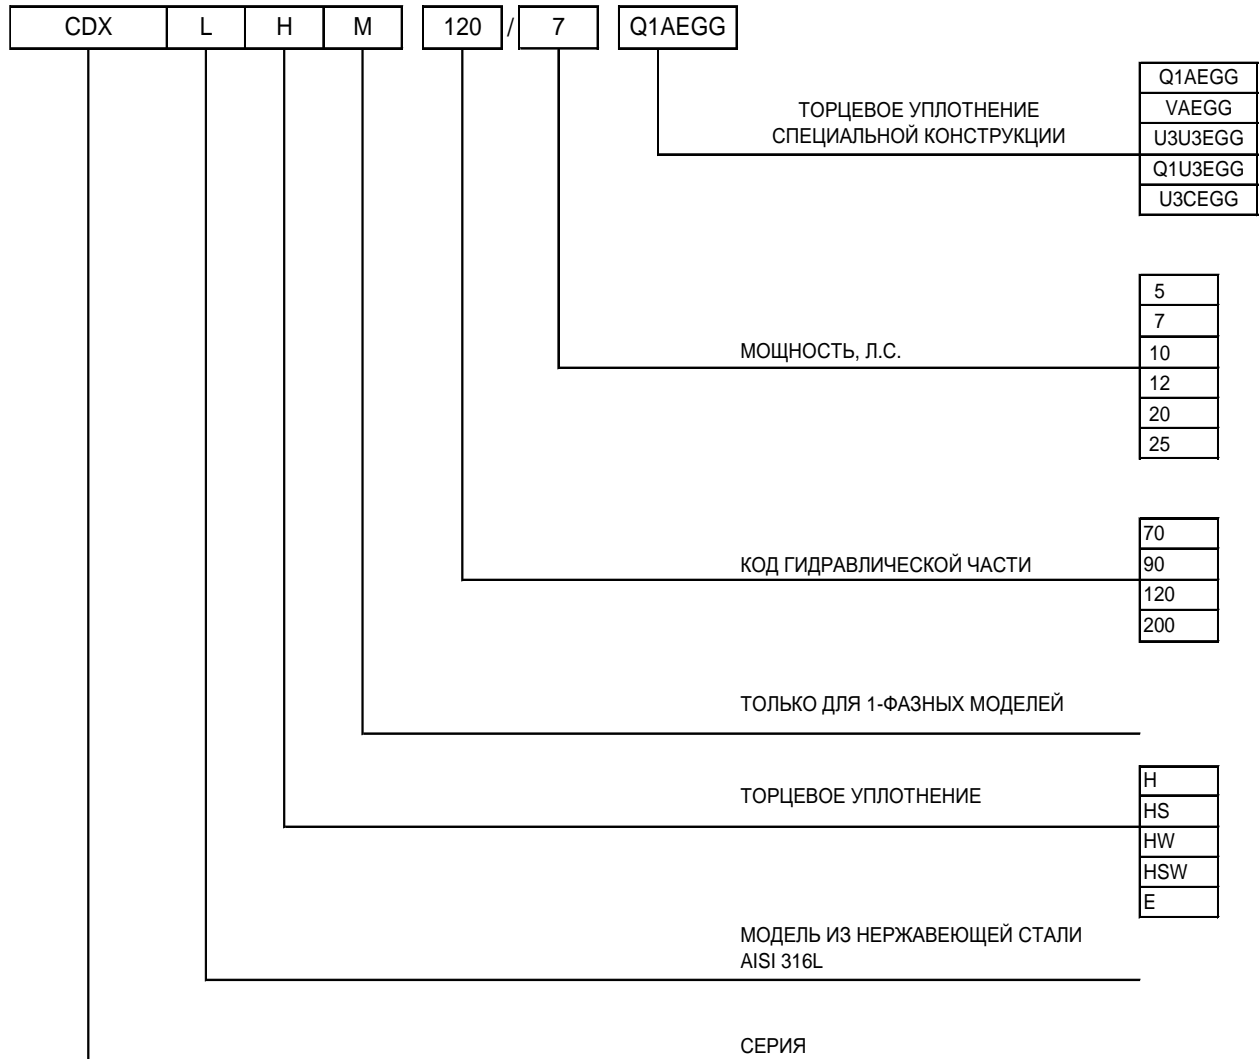 CDX L H M 120 / 7 Q1AEGG
ТОРЦЕВОЕ УПЛОТНЕНИЕ
СПЕЦИАЛЬНОЙ КОНСТРУКЦИИ
Q1AEGG
VAEGG
U3U3EGG
Q1U3EGG
U3CEGG
МОЩНОСТЬ, Л.С.
5
7
10
12
20
25
КОД ГИДРАВЛИЧЕСКОЙ ЧАСТИ
70
90
120
200
ТОЛЬКО ДЛЯ 1-ФАЗНЫХ МОДЕЛЕЙ
ТОРЦЕВОЕ УПЛОТНЕНИЕ
H
HS
HW
HSW
E
МОДЕЛЬ ИЗ НЕРЖАВЕЮЩЕЙ СТАЛИ
AISI 316L
СЕРИЯ